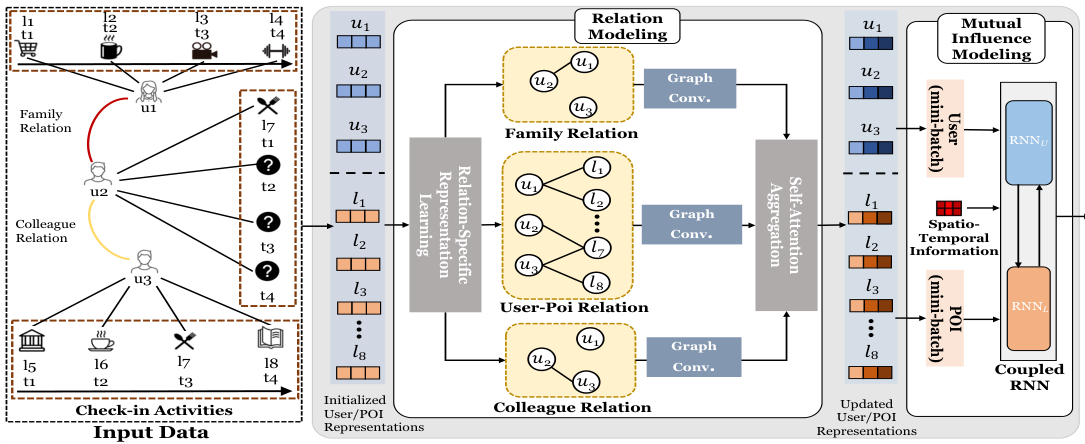 l1 l2 l3 l4
t1 t2 t3 t4
u1
Family
Relation
l7
t1
?
t2
u2
Colleague
Relation
?
t3
?
t4
u3
l5 l6 l7 l8
t1 t2 t3 t4
Check-in Activities
Input Data
u1
u2
u3
l1
l2
l3
l8
Initialized
User/POI
Representations
Relation
Modeling
Relation-Specific
Representation
Learning
u1
u2
u3
Family Relation
Graph
Conv.
u1
u2
u3
l1
l2
l7
l8
User-Poi Relation
Graph
Conv.
u1
u2
u3
Colleague Relation
Graph
Conv.
Self-Attention
Aggregation
u1
u2
u3
l1
l2
l3
l8
Updated
User/POI
Representations
Mutual
Influence
Modeling
User
(mini-batch)
Spatio-
Temporal
Information
POI
(mini-batch)
RNNU
RNNL
Coupled
RNN